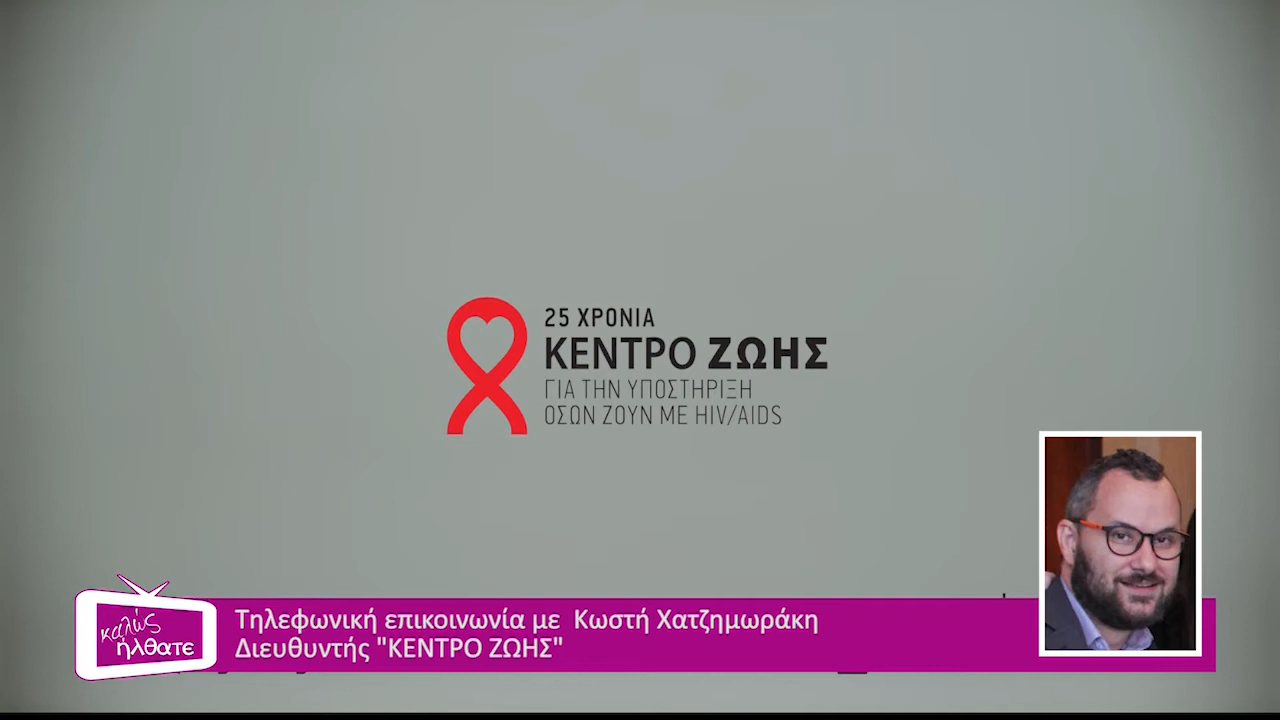 25 ΧΡΟΝΙΑ
ΚΕΝΤΡΟ ΖΩΗΣ
ΓΙΑ ΤΗΝ ΥΠΟΣΤΗΡΙΞΗ
ΟΣΩΝ ΖΟΥΝ ΜΕ HIV/AIDS
καλώς
ήλθατε
Τηλεφωνική επικοινωνία με  Κωστή Χατζημωράκη
Διευθυντής "ΚΕΝΤΡΟ ΖΩΗΣ"